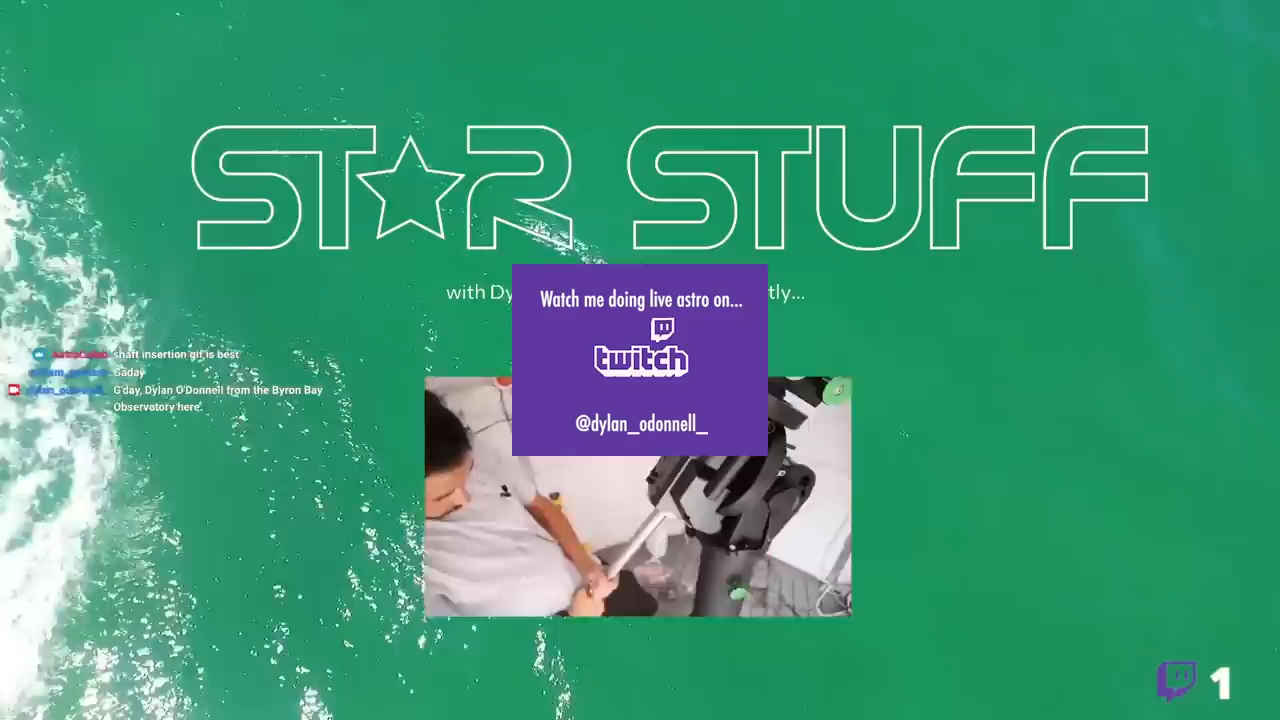 STAR STUFF
with Dy
tly...
Watch me doing live astro on...
twitch
@dylan_odonnell_
shaft insertion gif is best
Gaday
G'day, Dylan O'Donnell from the Byron Bay
Observatory here.
1